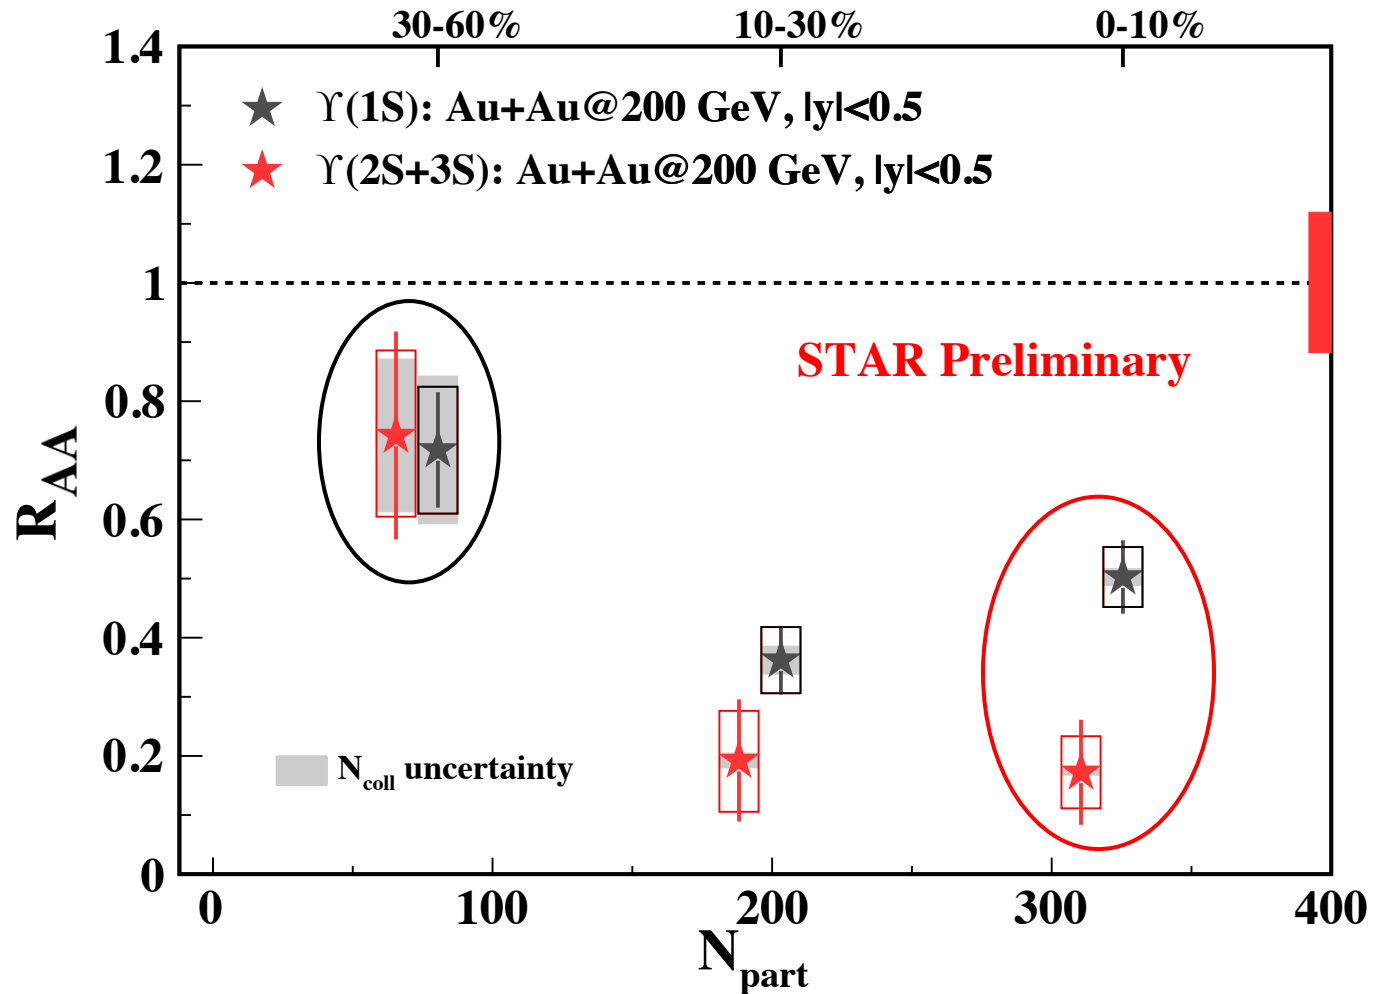 30-60% 10-30% 0-10%
1.4
ϒ(1S): Au+Au@200 GeV, |y|<0.5
1.2
ϒ(2S+3S): Au+Au@200 GeV, |y|<0.5
1
STAR Preliminary
0.8
R_AA
0.6
0.4
0.2
N_coll uncertainty
0
0 100 200 300 400
N_part